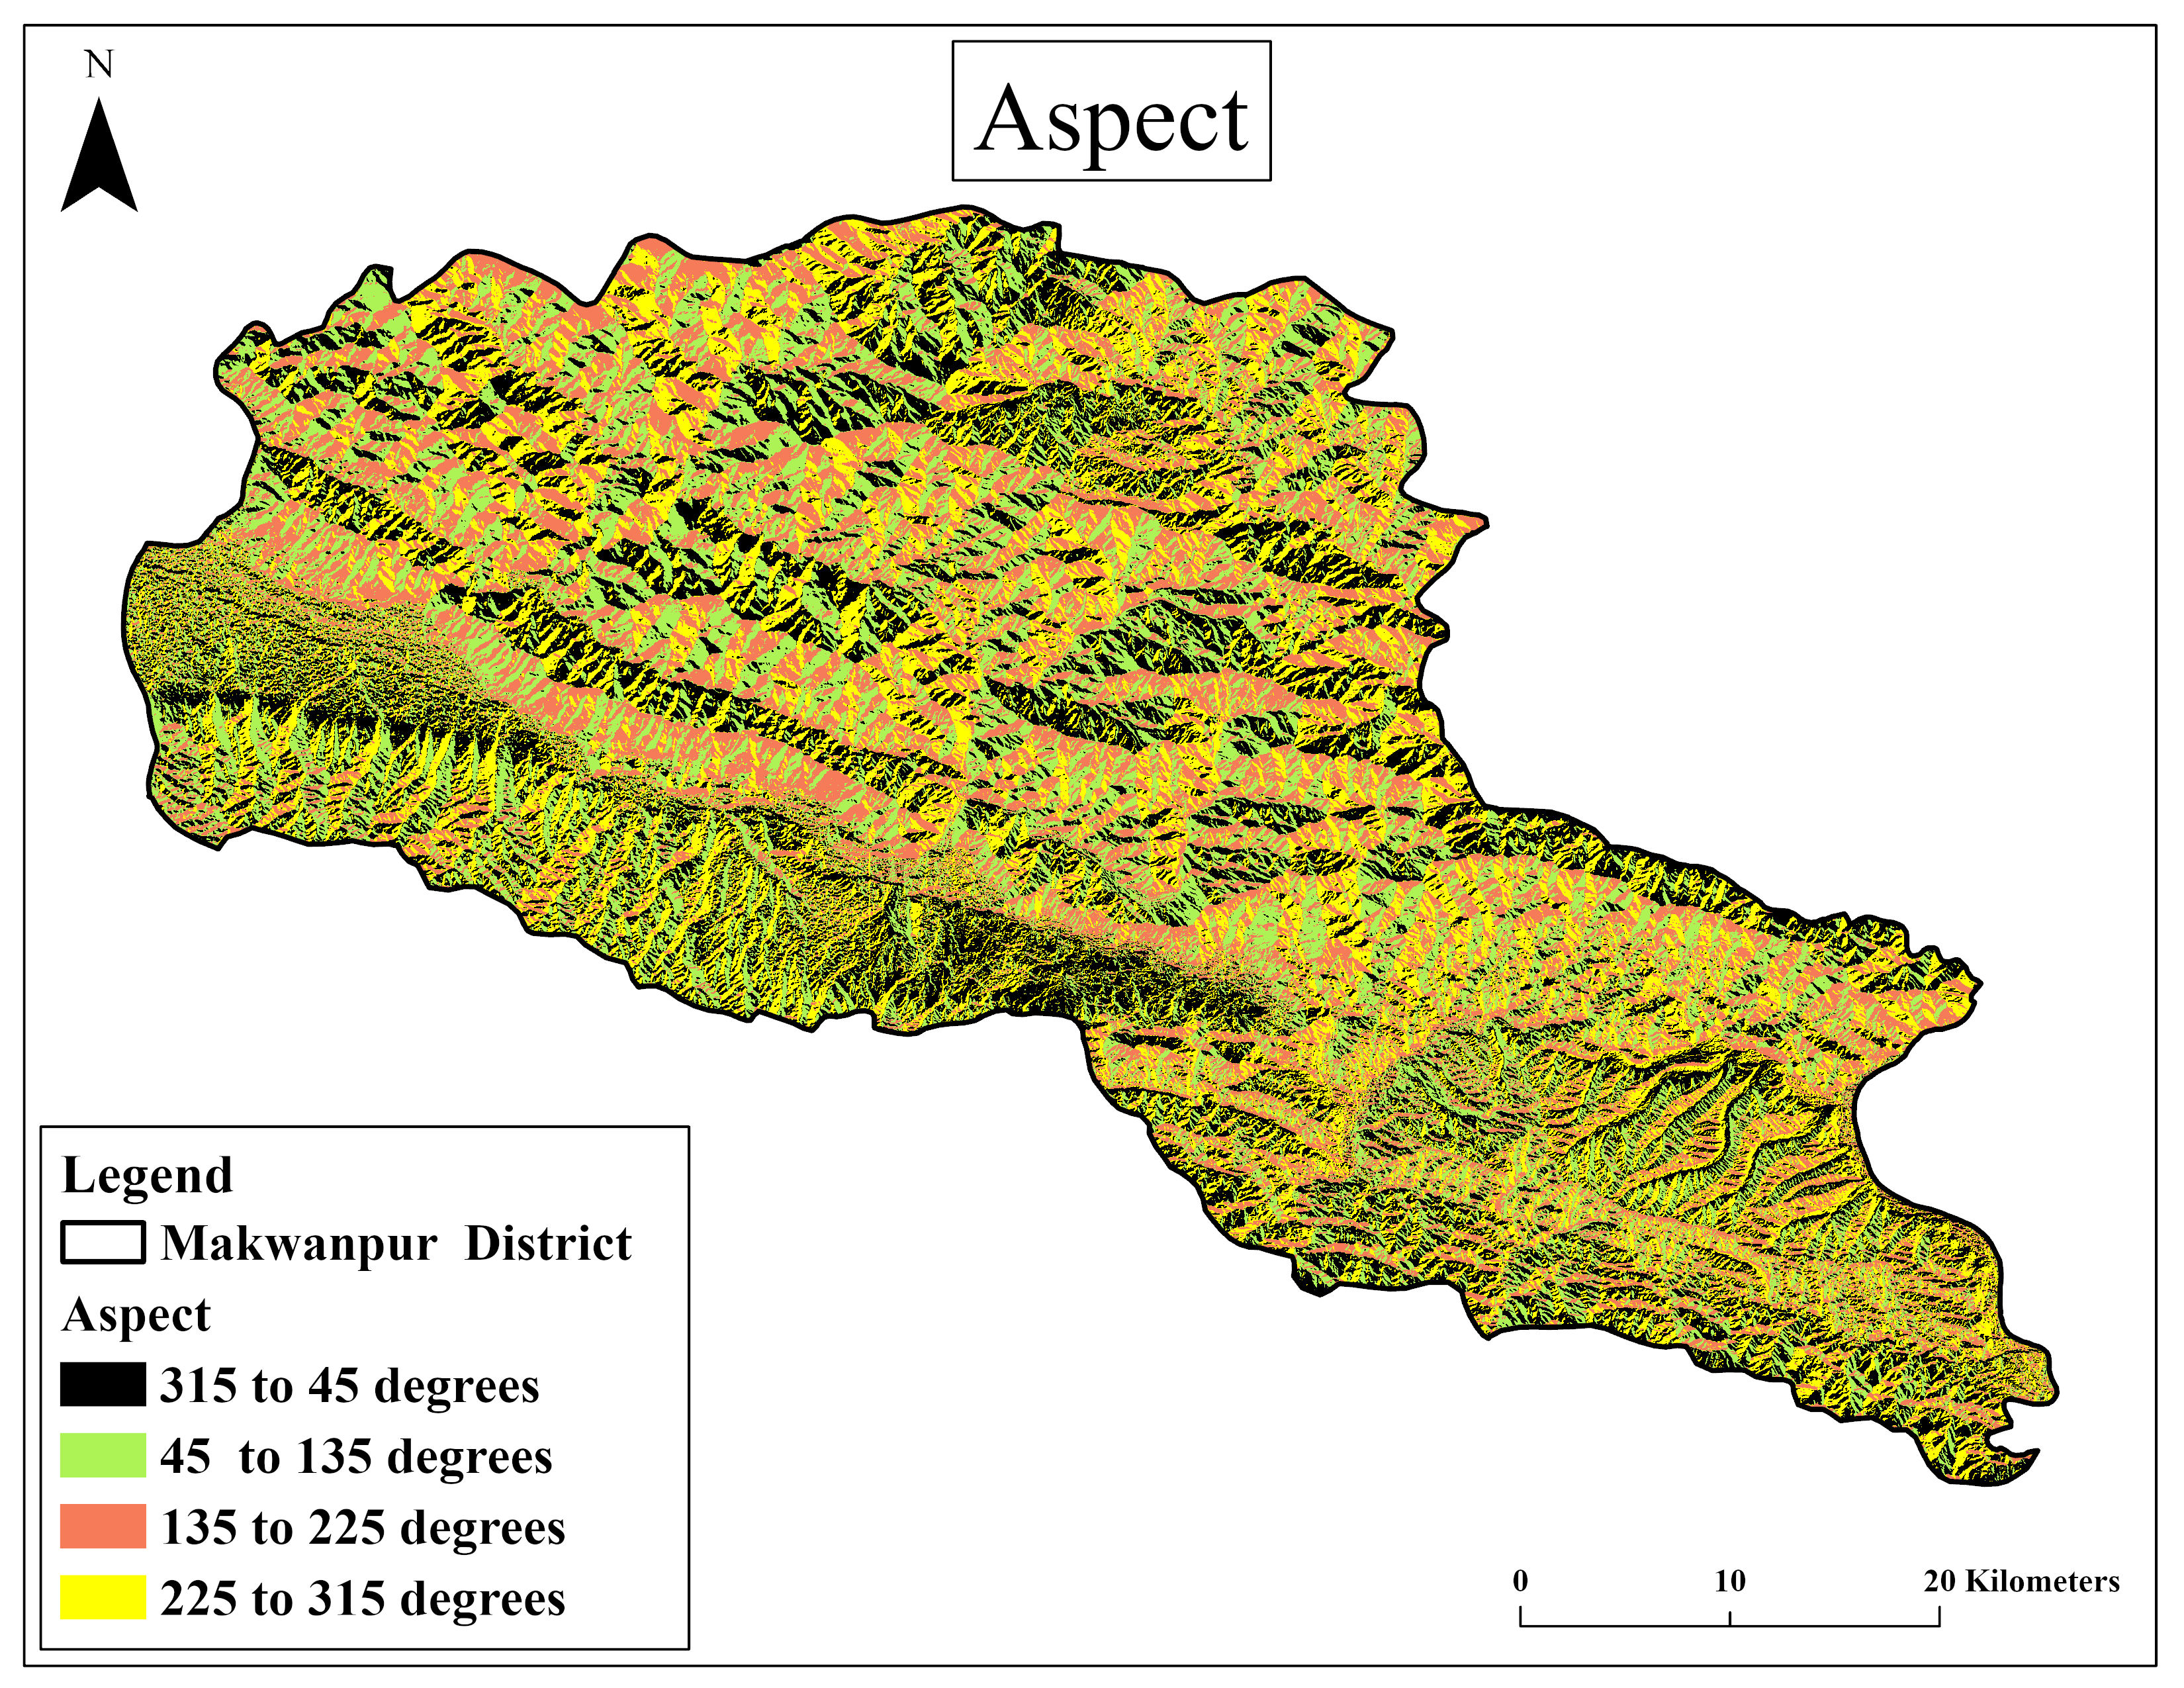 N
Aspect
Legend
Makwanpur District
Aspect
315 to 45 degrees
45 to 135 degrees
135 to 225 degrees
225 to 315 degrees
0 10 20 Kilometers